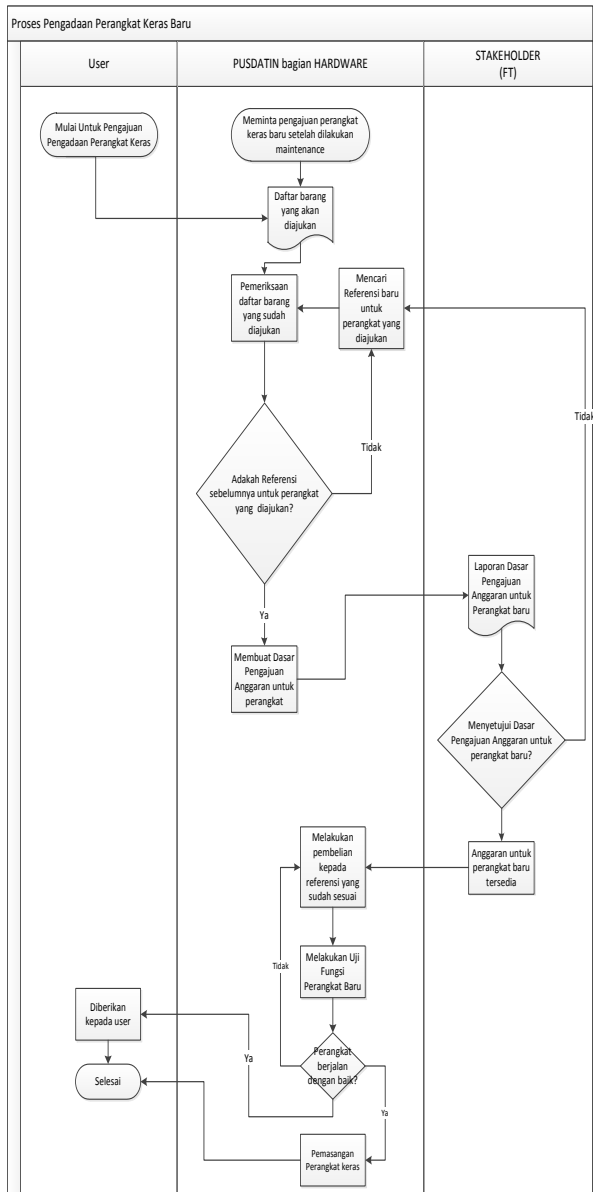 Proses Pengadaan Perangkat Keras Baru
User
PUSDATIN bagian HARDWARE
STAKEHOLDER
(FT)
Mulai Untuk Pengajuan
Pengadaan Perangkat Keras
Meminta pengajuan perangkat
keras baru setelah dilakukan
maintenance
Daftar barang
yang akan
diajukan
Pemeriksaan
daftar barang
yang sudah
diajukan
Mencari
Referensi baru
untuk
perangkat yang
diajukan
Tidak
Tidak
Adakah Referensi
sebelumnya untuk perangkat
yang diajukan?
Ya
Laporan Dasar
Pengajuan
Anggaran untuk
Perangkat baru
Membuat Dasar
Pengajuan
Anggaran untuk
perangkat
Menyetujui Dasar
Pengajuan Anggaran untuk
perangkat baru?
Melakukan
pembelian
kepada
referensi yang
sudah sesuai
Anggaran untuk
perangkat baru
tersedia
Tidak
Melakukan Uji
Fungsi
Perangkat Baru
Diberikan
kepada user
Perangkat
berjalan
dengan baik?
Ya
Selesai
Ya
Pemasangan
Perangkat keras